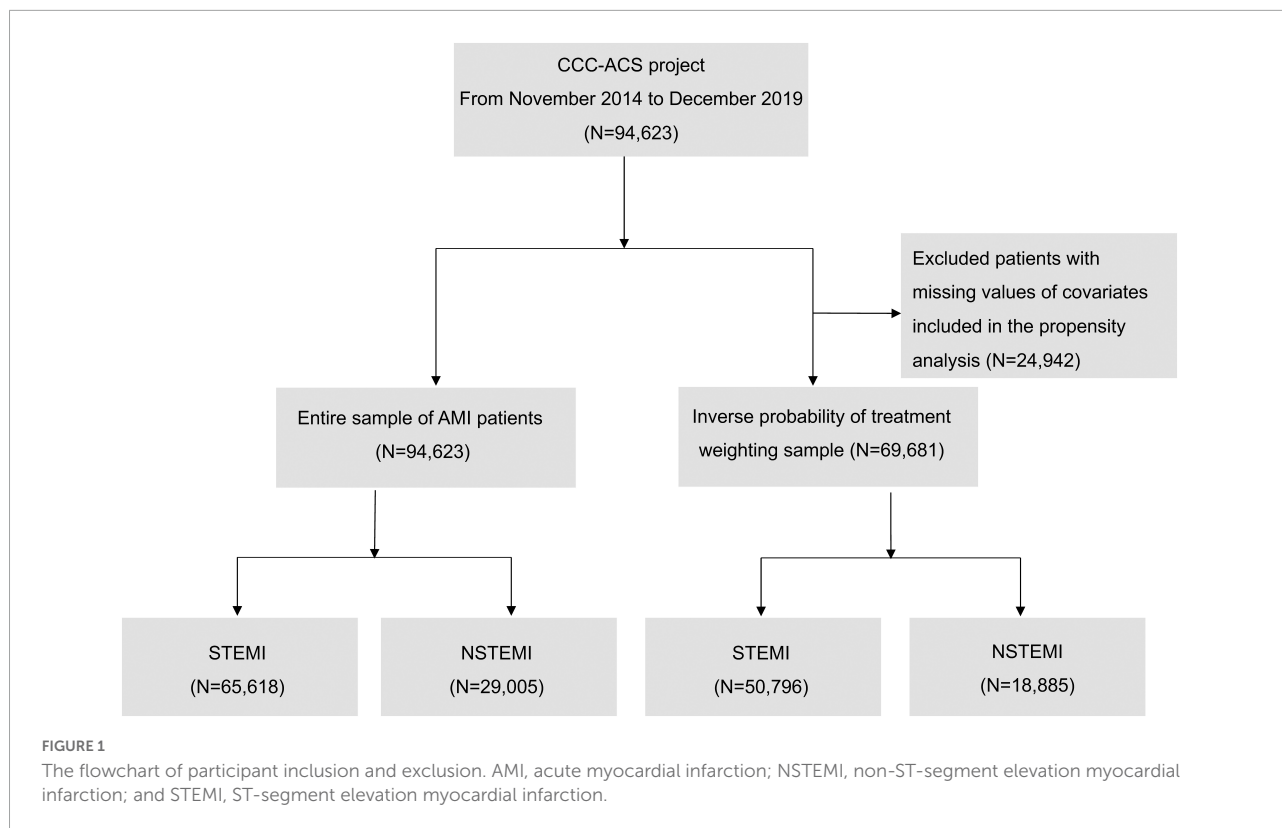 CCC-ACS project
From November 2014 to December 2019
(N=94,623)
Excluded patients with
missing values of covariates
included in the propensity
analysis (N=24,942)
Entire sample of AMI patients
(N=94,623)
Inverse probability of treatment
weighting sample (N=69,681)
STEMI
(N=65,618)
NSTEMI
(N=29,005)
STEMI
(N=50,796)
NSTEMI
(N=18,885)
FIGURE 1
The flowchart of participant inclusion and exclusion. AMI, acute myocardial infarction; NSTEMI, non-ST-segment elevation myocardial
infarction; and STEMI, ST-segment elevation myocardial infarction.